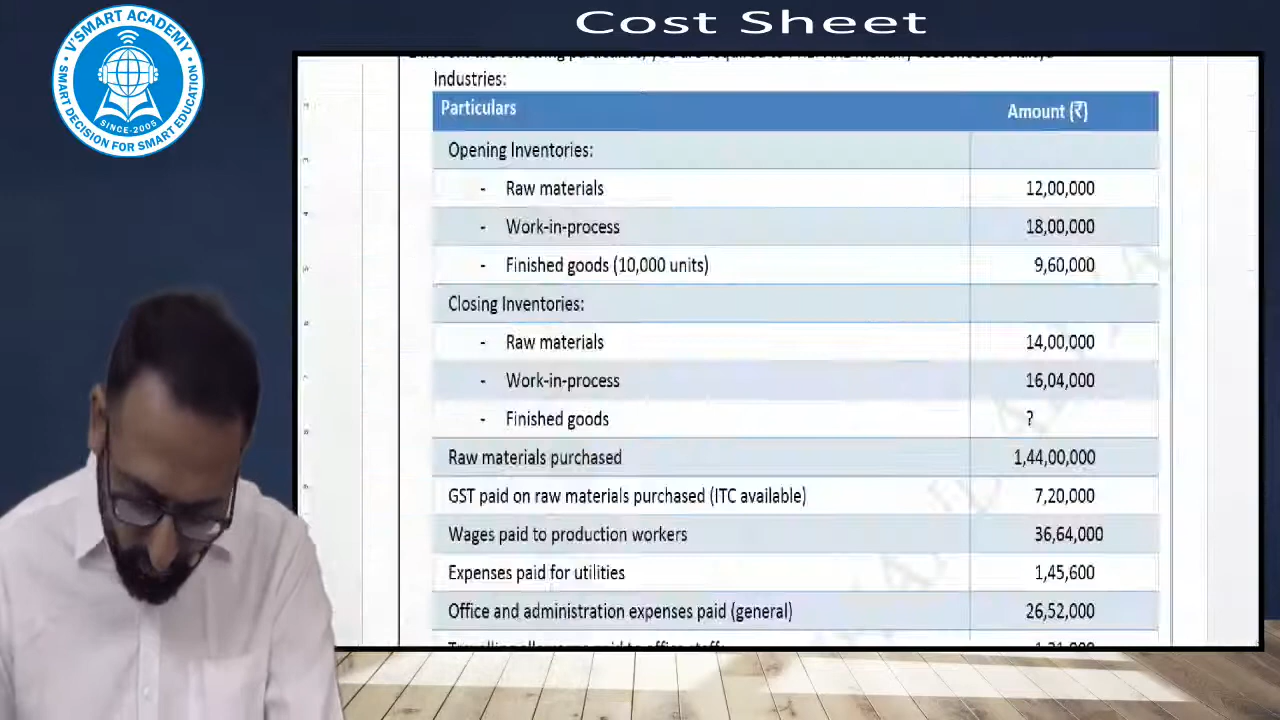 Cost Sheet
V'SMART ACADEMY
SMART DECISION FOR SMART EDUCATION
SINCE-2005
Industries:
Particulars Amount (₹)
Opening Inventories:
- Raw materials 12,00,000
- Work-in-process 18,00,000
- Finished goods (10,000 units) 9,60,000
Closing Inventories:
- Raw materials 14,00,000
- Work-in-process 16,04,000
- Finished goods ?
Raw materials purchased 1,44,00,000
GST paid on raw materials purchased (ITC available) 7,20,000
Wages paid to production workers 36,64,000
Expenses paid for utilities 1,45,600
Office and administration expenses paid (general) 26,52,000